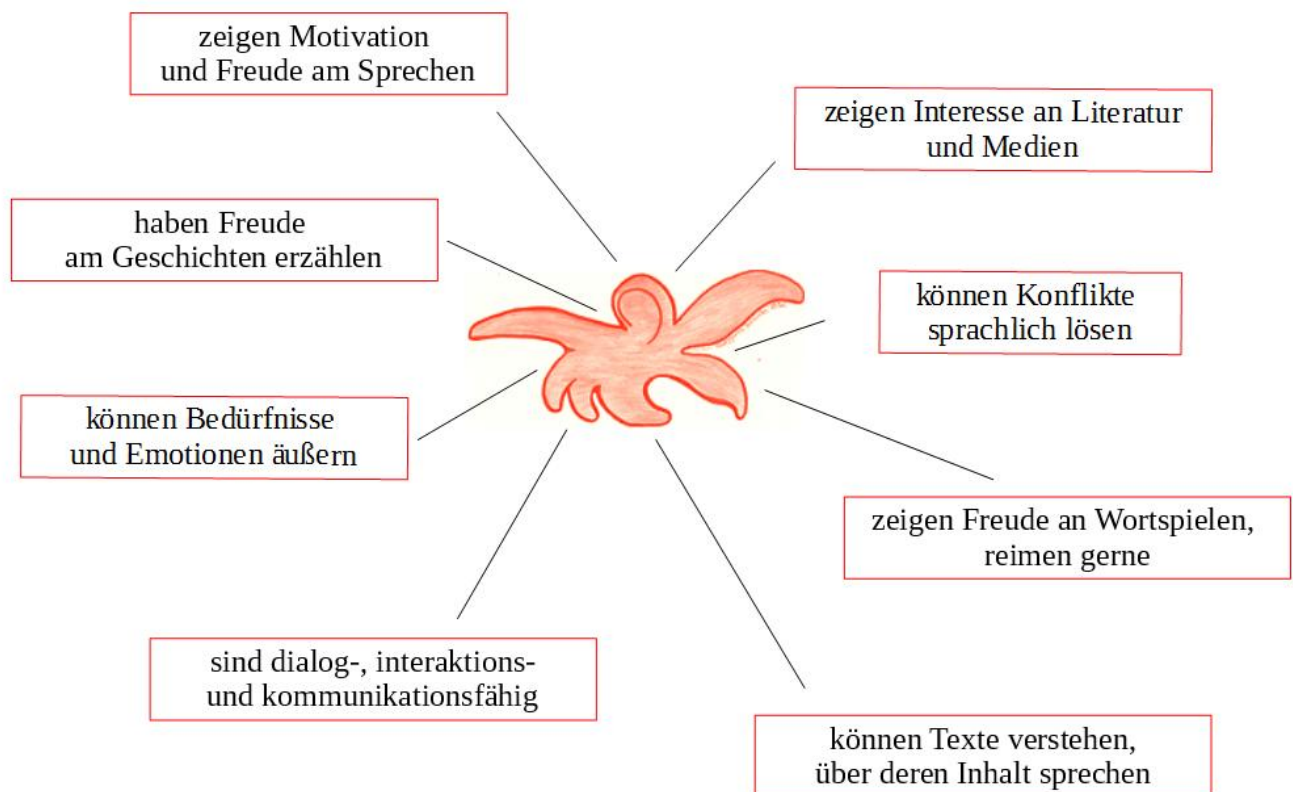 zeigen Motivation
und Freude am Sprechen
zeigen Interesse an Literatur
und Medien
haben Freude
am Geschichten erzählen
können Konflikte
sprachlich lösen
können Bedürfnisse
und Emotionen äußern
zeigen Freude an Wortspielen,
reimen gerne
sind dialog-, interaktions-
und kommunikationsfähig
können Texte verstehen,
über deren Inhalt sprechen